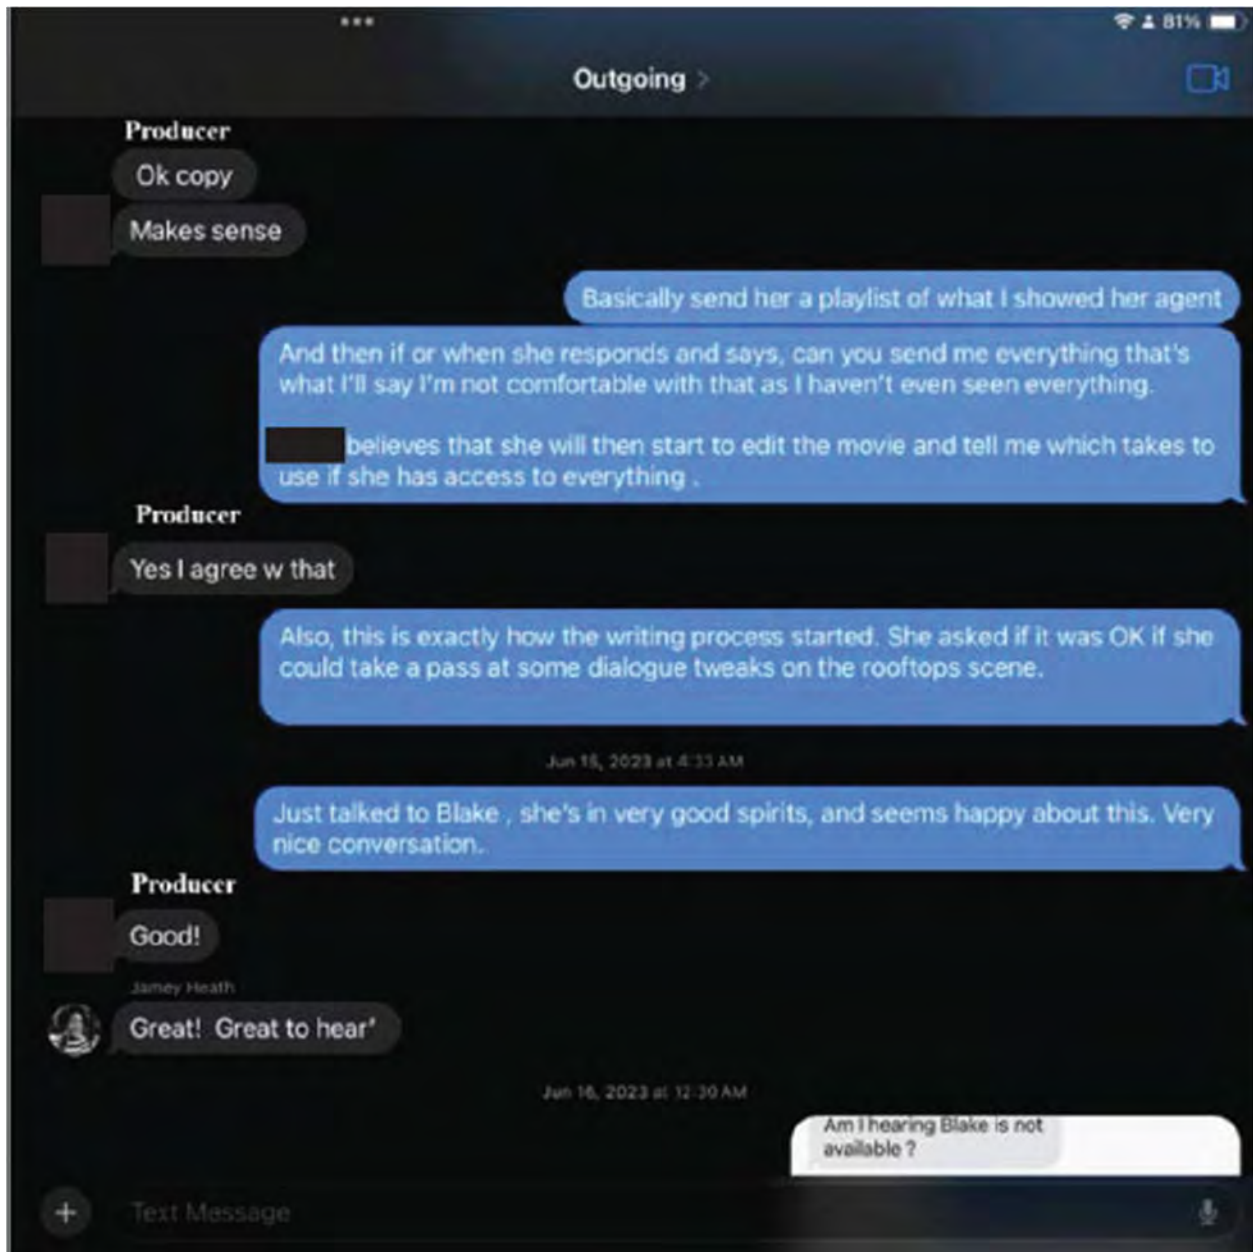 81%
Outgoing >
Producer
Ok copy
Makes sense
Basically send her a playlist of what I showed her agent
And then if or when she responds and says, can you send me everything that's
what I'll say I'm not comfortable with that as I haven't even seen everything.
believes that she will then start to edit the movie and tell me which takes to
use if she has access to everything .
Producer
Yes I agree w that
Also, this is exactly how the writing process started. She asked if it was OK if she
could take a pass at some dialogue tweaks on the rooftops scene.
Jun 15, 2023 at 4:33 AM
Just talked to Blake , she's in very good spirits, and seems happy about this. Very
nice conversation.
Producer
Good!
Jamey Heath
Great! Great to hear'
Jun 16, 2023 at 12:30 AM
Am I hearing Blake is not
available ?
Text Message